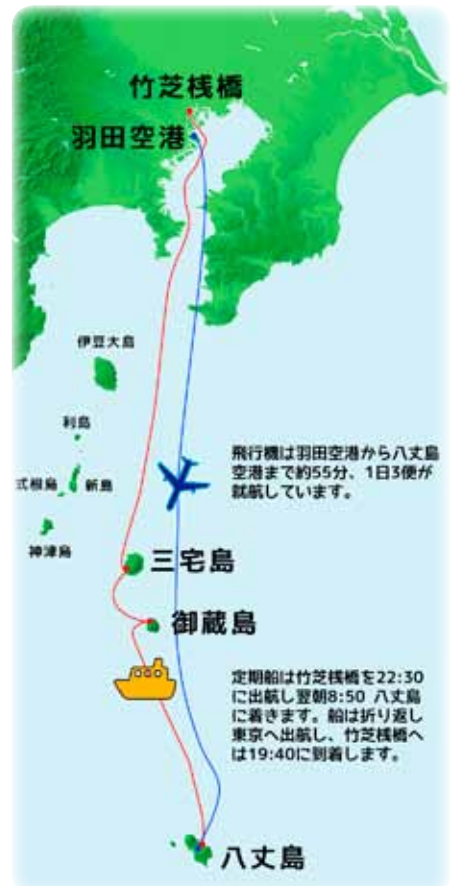 竹芝桟橋
羽田空港
伊豆大島
利島
式根島
新島
神津島
飛行機は羽田空港から八丈島
空港まで約55分、1日3便が
就航しています。
三宅島
御蔵島
定期船は竹芝桟橋を22:30
に出航し翌朝8:50 八丈島
に着きます。船は折り返し
東京へ出航し、竹芝桟橋へ
は19:40に到着します。
八丈島